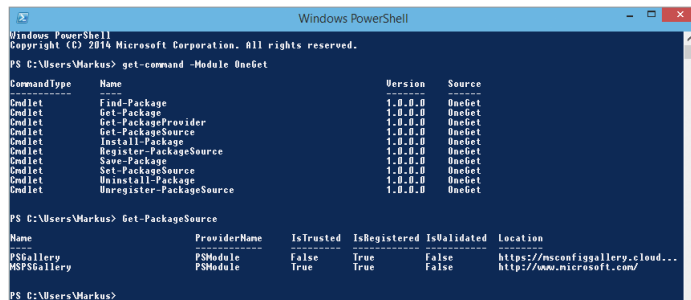 Windows PowerShell
Windows PowerShell
Copyright (C) 2014 Microsoft Corporation. All rights reserved.
PS C:\Users\Markus> get-command -Module OneGet
CommandType Name Version Source
----------- ---- ------- ------
Cmdlet Find-Package 1.0.0.0 OneGet
Cmdlet Get-Package 1.0.0.0 OneGet
Cmdlet Get-PackageProvider 1.0.0.0 OneGet
Cmdlet Get-PackageSource 1.0.0.0 OneGet
Cmdlet Install-Package 1.0.0.0 OneGet
Cmdlet Register-PackageSource 1.0.0.0 OneGet
Cmdlet Save-Package 1.0.0.0 OneGet
Cmdlet Set-PackageSource 1.0.0.0 OneGet
Cmdlet Uninstall-Package 1.0.0.0 OneGet
Cmdlet Unregister-PackageSource 1.0.0.0 OneGet
PS C:\Users\Markus> Get-PackageSource
Name ProviderName IsTrusted IsRegistered IsValidated Location
---- ------------ --------- ------------ ----------- --------
PSGallery PSModule False True False https://msconfiggallery.cloud...
MSPSGallery PSModule True True False http://www.microsoft.com/
PS C:\Users\Markus>